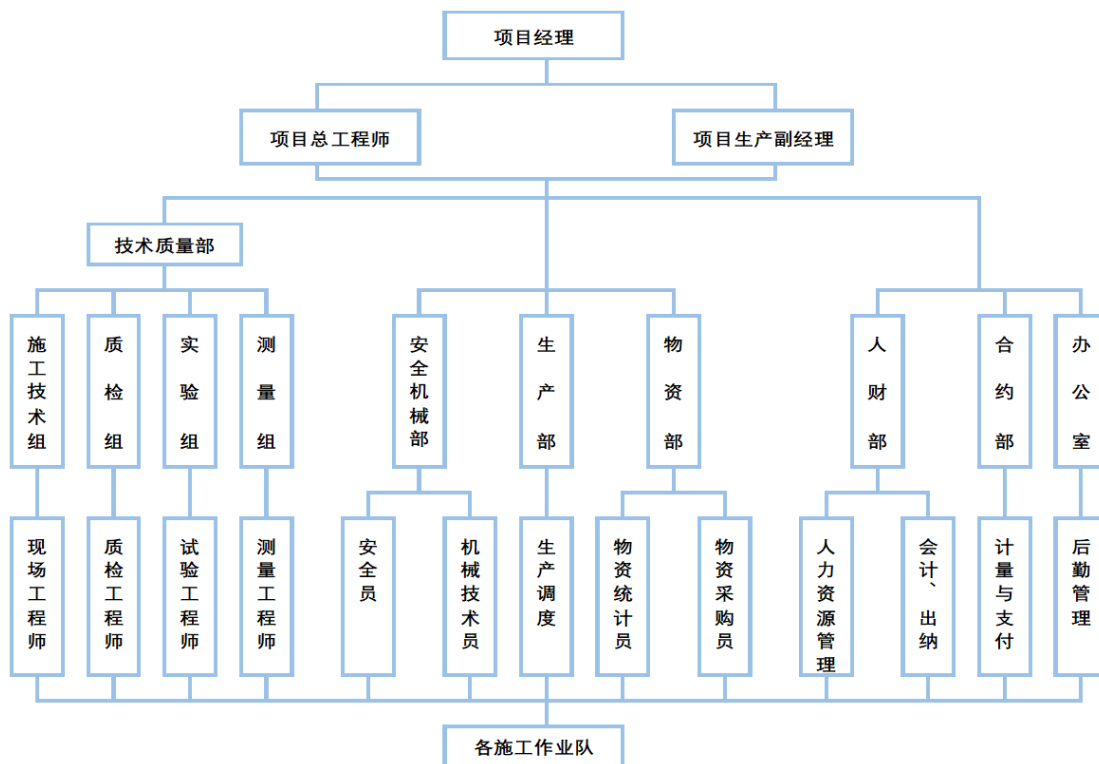 项目经理
项目总工程师
项目生产副经理
技术质量部
施工技术组
质检组
实验组
测量组
安全机械部
生产部
物资部
人财部
合约部
办公室
现场工程师
质检工程师
试验工程师
测量工程师
安全员
机械技术员
生产调度
物资统计员
物资采购员
人力资源管理
会计、出纳
计量与支付
后勤管理
各施工作业队